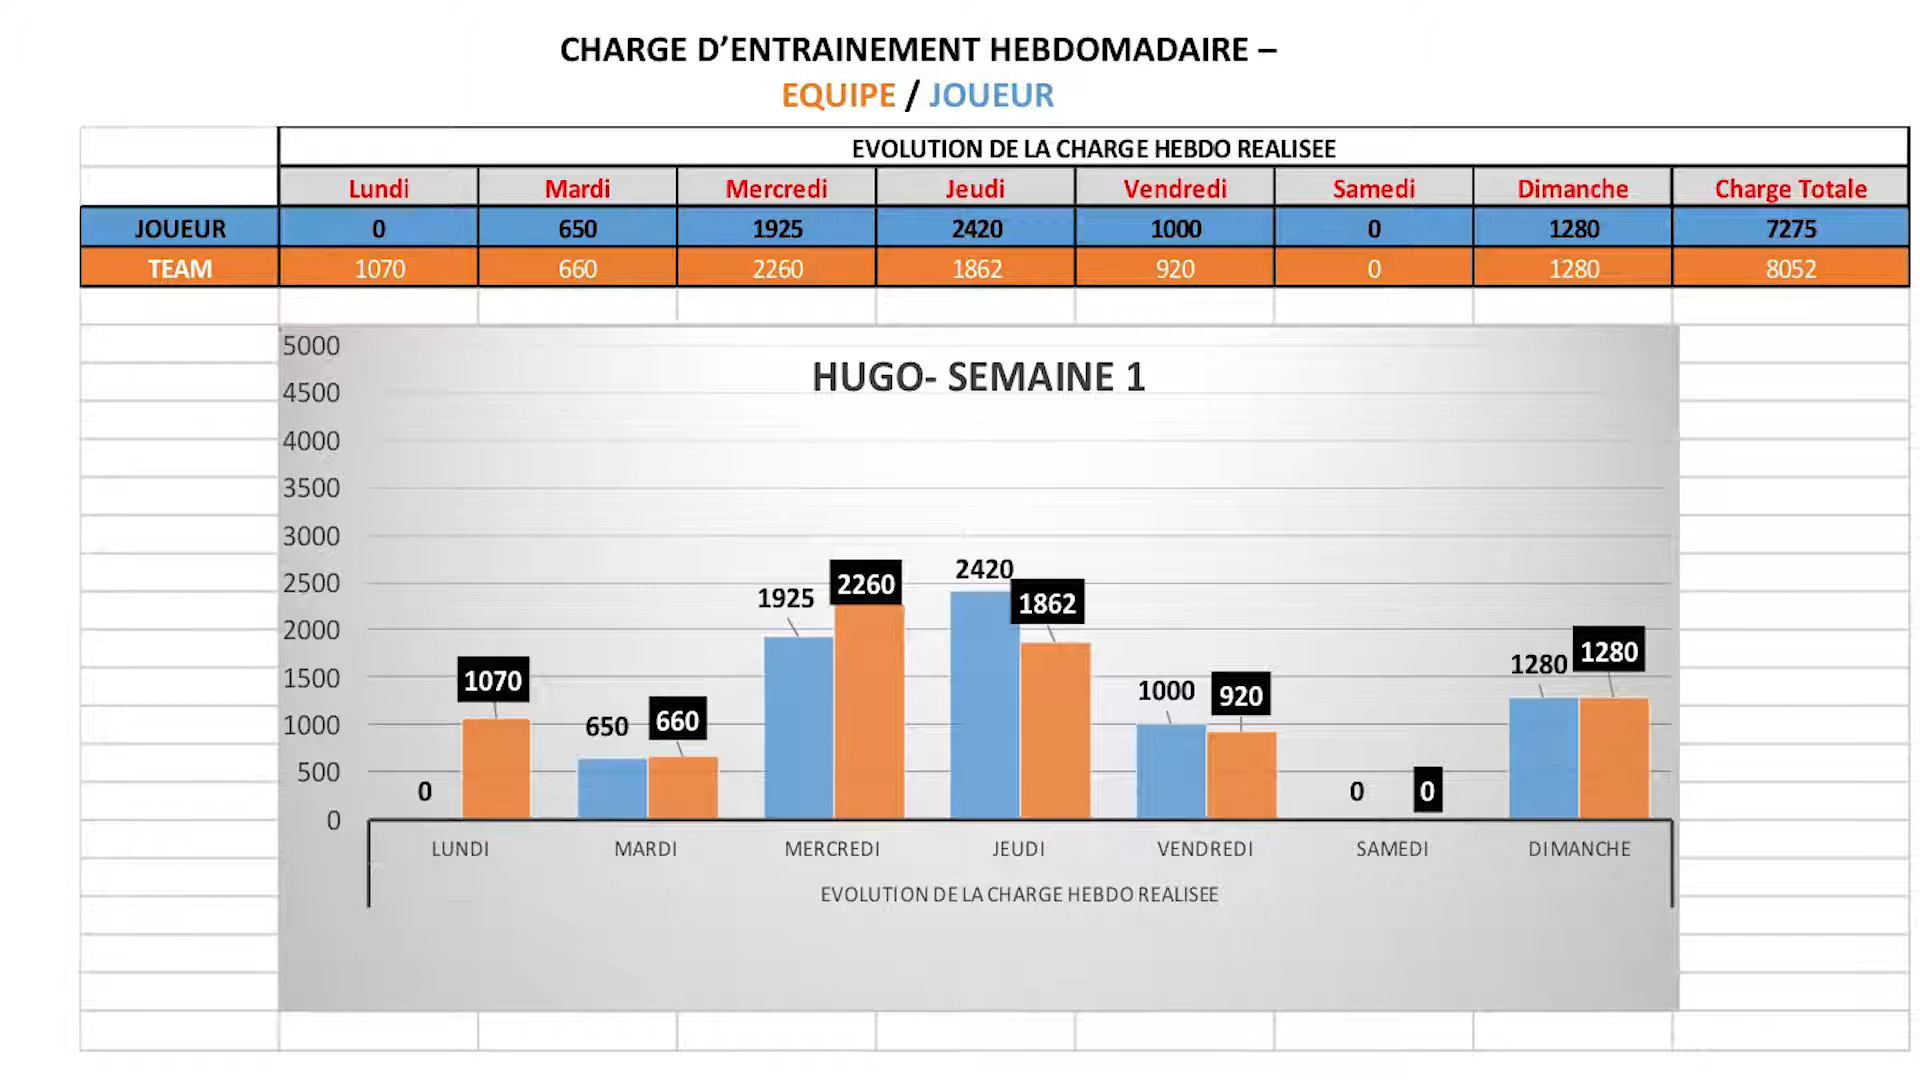 CHARGE D’ENTRAINEMENT HEBDOMADAIRE –
EQUIPE / JOUEUR
EVOLUTION DE LA CHARGE HEBDO REALISEE
Lundi Mardi Mercredi Jeudi Vendredi Samedi Dimanche Charge Totale
JOUEUR 0 650 1925 2420 1000 0 1280 7275
TEAM 1070 660 2260 1862 920 0 1280 8052
HUGO- SEMAINE 1
5000
4500
4000
3500
3000
2500
2000
1500
1000
500
0
0 1070 650 660 1925 2260 2420 1862 1000 920 0 0 1280 1280
LUNDI MARDI MERCREDI JEUDI VENDREDI SAMEDI DIMANCHE
EVOLUTION DE LA CHARGE HEBDO REALISEE